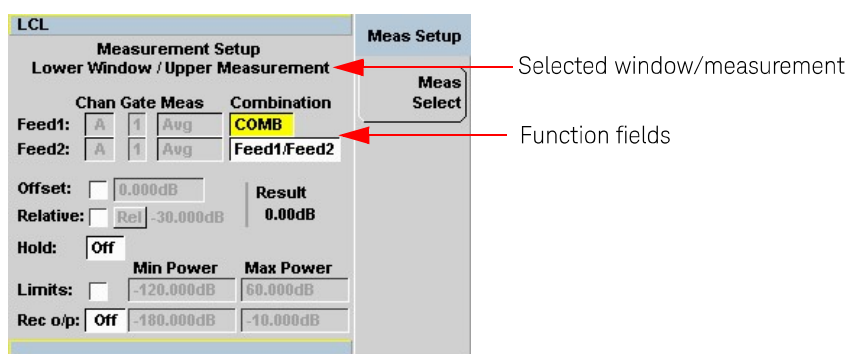 LCL
Meas Setup
Measurement Setup
Lower Window / Upper Measurement
Selected window/measurement
Meas
Select
Chan Gate Meas Combination
Feed1: A 1 Avg COMB
Function fields
Feed2: A 1 Avg Feed1/Feed2
Offset: 0.000dB Result
Relative: Rel -30.000dB 0.00dB
Hold: Off
Min Power Max Power
Limits: -120.000dB 60.000dB
Rec o/p: Off -180.000dB -10.000dB